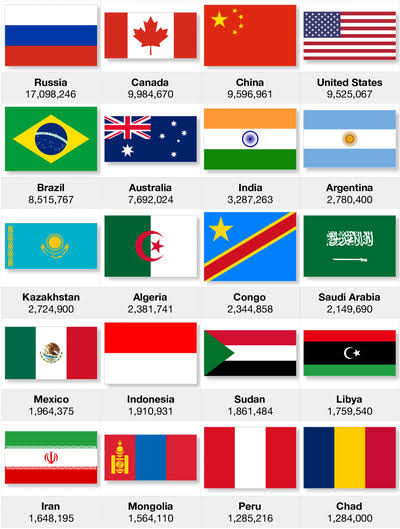 Russia Canada China United States
17,098,246 9,984,670 9,596,961 9,525,067
Brazil Australia India Argentina
8,515,767 7,692,024 3,287,263 2,780,400
Kazakhstan Algeria Congo Saudi Arabia
2,724,900 2,381,741 2,344,858 2,149,690
Mexico Indonesia Sudan Libya
1,964,375 1,910,931 1,861,484 1,759,540
Iran Mongolia Peru Chad
1,648,195 1,564,110 1,285,216 1,284,000